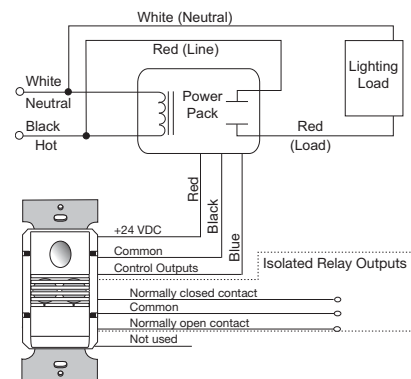 White (Neutral)
Red (Line)
Lighting
Load
White
Neutral
Power
Pack
Black
Hot
Red
(Load)
Red
Black
Blue
+24 VDC
Common
Control Outputs
Isolated Relay Outputs
Normally closed contact
Common
Normally open contact
Not used